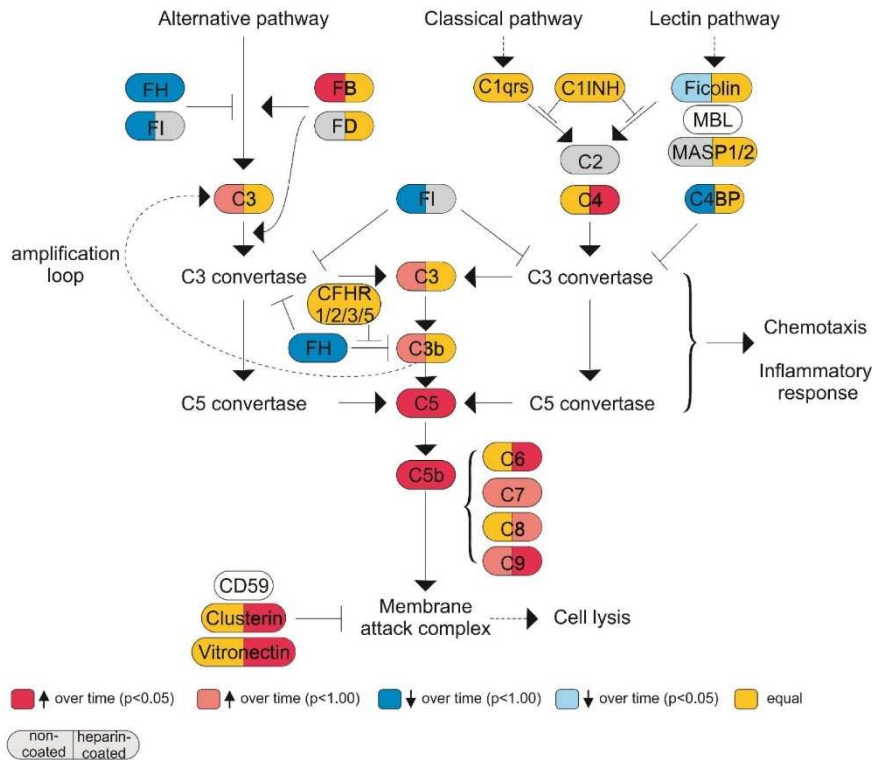 Alternative pathway
Classical pathway
Lectin pathway
FH
FI
FB
FD
C1qrs
C1INH
Ficolin
MBL
MASP1/2
C2
C4
C4BP
C3
FI
amplification
loop
C3 convertase
C3
C3 convertase
CFHR
1/2/3/5
FH
C3b
Chemotaxis
Inflammatory
response
C5 convertase
C5
C5 convertase
C5b
C6
C7
C8
C9
CD59
Clusterin
Vitronectin
Membrane
attack complex
Cell lysis
over time (p<0.05)
over time (p<1.00)
over time (p<1.00)
over time (p<0.05)
equal
non-
coated
heparin-
coated